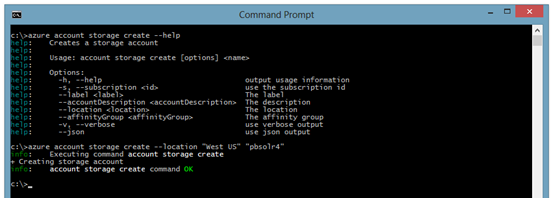 Command Prompt
c:\>azure account storage create --help
help: Creates a storage account
help:
help: Usage: account storage create [options] <name>
help:
help: Options:
help: -h, --help output usage information
help: -s, --subscription <id> use the subscription id
help: --label <label> The label
help: --accountDescription <accountDescription> The description
help: --location <location> The location
help: --affinityGroup <affinityGroup> The affinity group
help: -v, --verbose use verbose output
help: --json use json output
c:\>azure account storage create --location "West US" "pbsolr4"
info: Executing command account storage create
+ Creating storage account
info: account storage create command OK
c:\>_